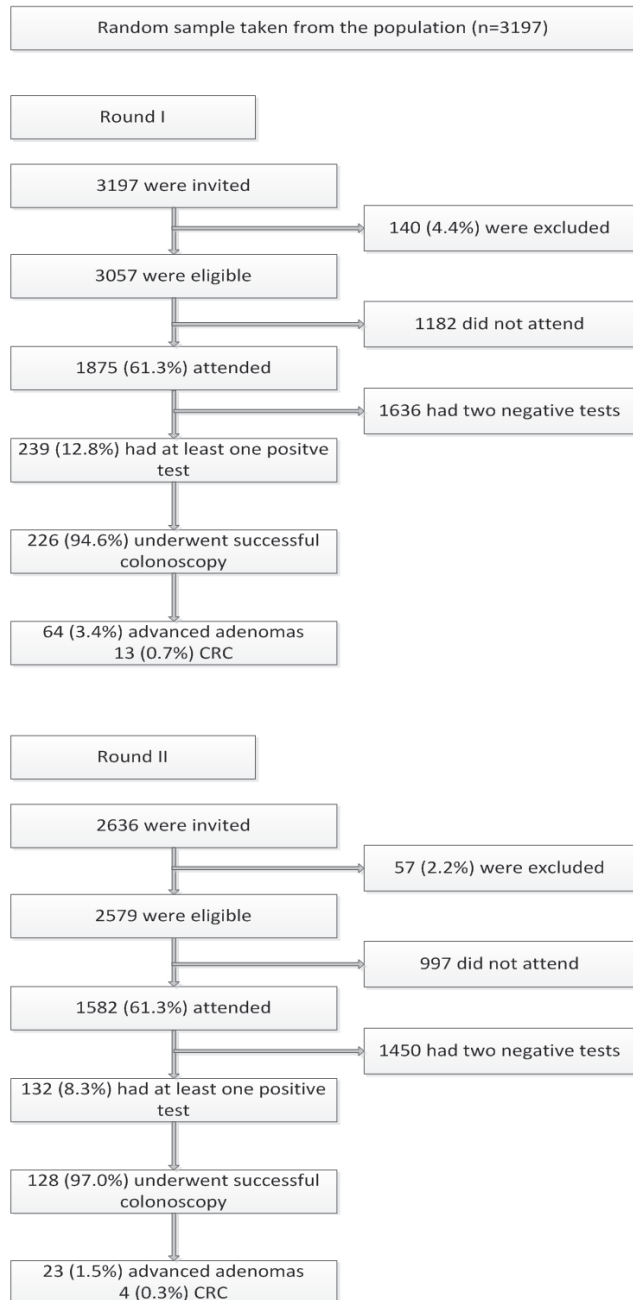 Random sample taken from the population (n=3197)
Round I
3197 were invited
140 (4.4%) were excluded
3057 were eligible
1182 did not attend
1875 (61.3%) attended
1636 had two negative tests
239 (12.8%) had at least one positve
test
226 (94.6%) underwent successful
colonoscopy
64 (3.4%) advanced adenomas
13 (0.7%) CRC
Round II
2636 were invited
57 (2.2%) were excluded
2579 were eligible
997 did not attend
1582 (61.3%) attended
1450 had two negative tests
132 (8.3%) had at least one positive
test
128 (97.0%) underwent successful
colonoscopy
23 (1.5%) advanced adenomas
4 (0.3%) CRC